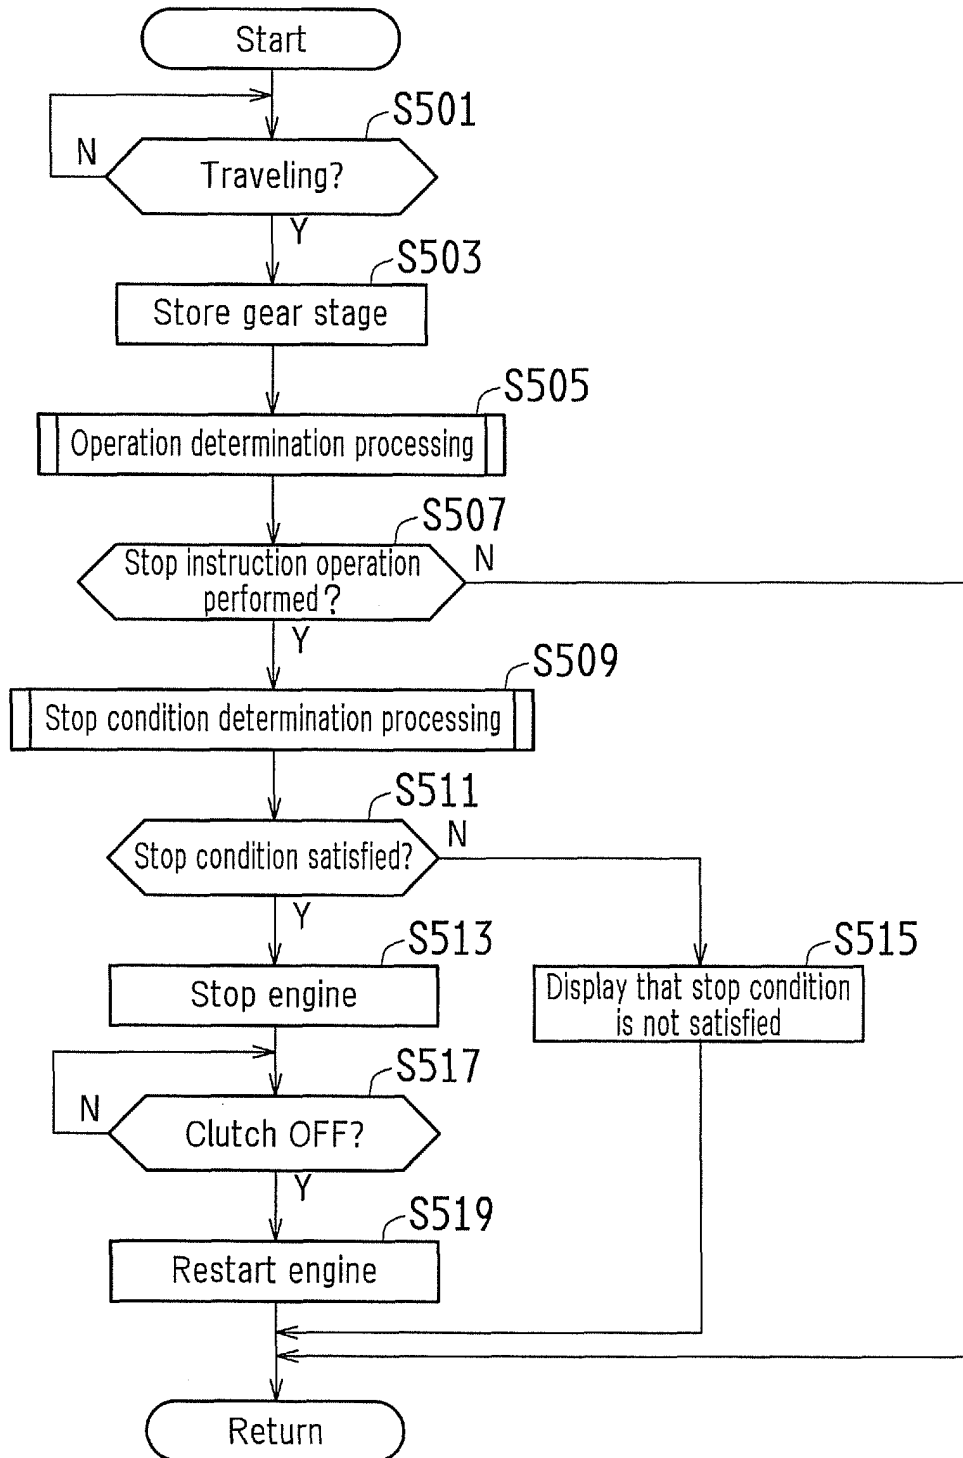 Start
S501
N
Traveling?
Y
S503
Store gear stage
S505
Operation determination processing
S507
N
Stop instruction operation
performed?
Y
S509
Stop condition determination processing
S511
N
Stop condition satisfied?
Y
S513
Stop engine
S515
Display that stop condition
is not satisfied
S517
N
Clutch OFF?
Y
S519
Restart engine
Return